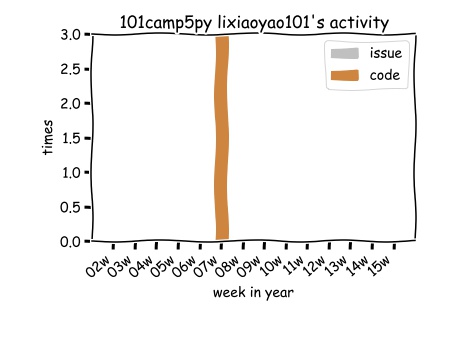 101camp5py lixiaoyao101's activity
issue
code
times
3.0
2.5
2.0
1.5
1.0
0.5
0.0
02w 03w 04w 05w 06w 07w 08w 09w 10w 11w 12w 13w 14w 15w
week in year